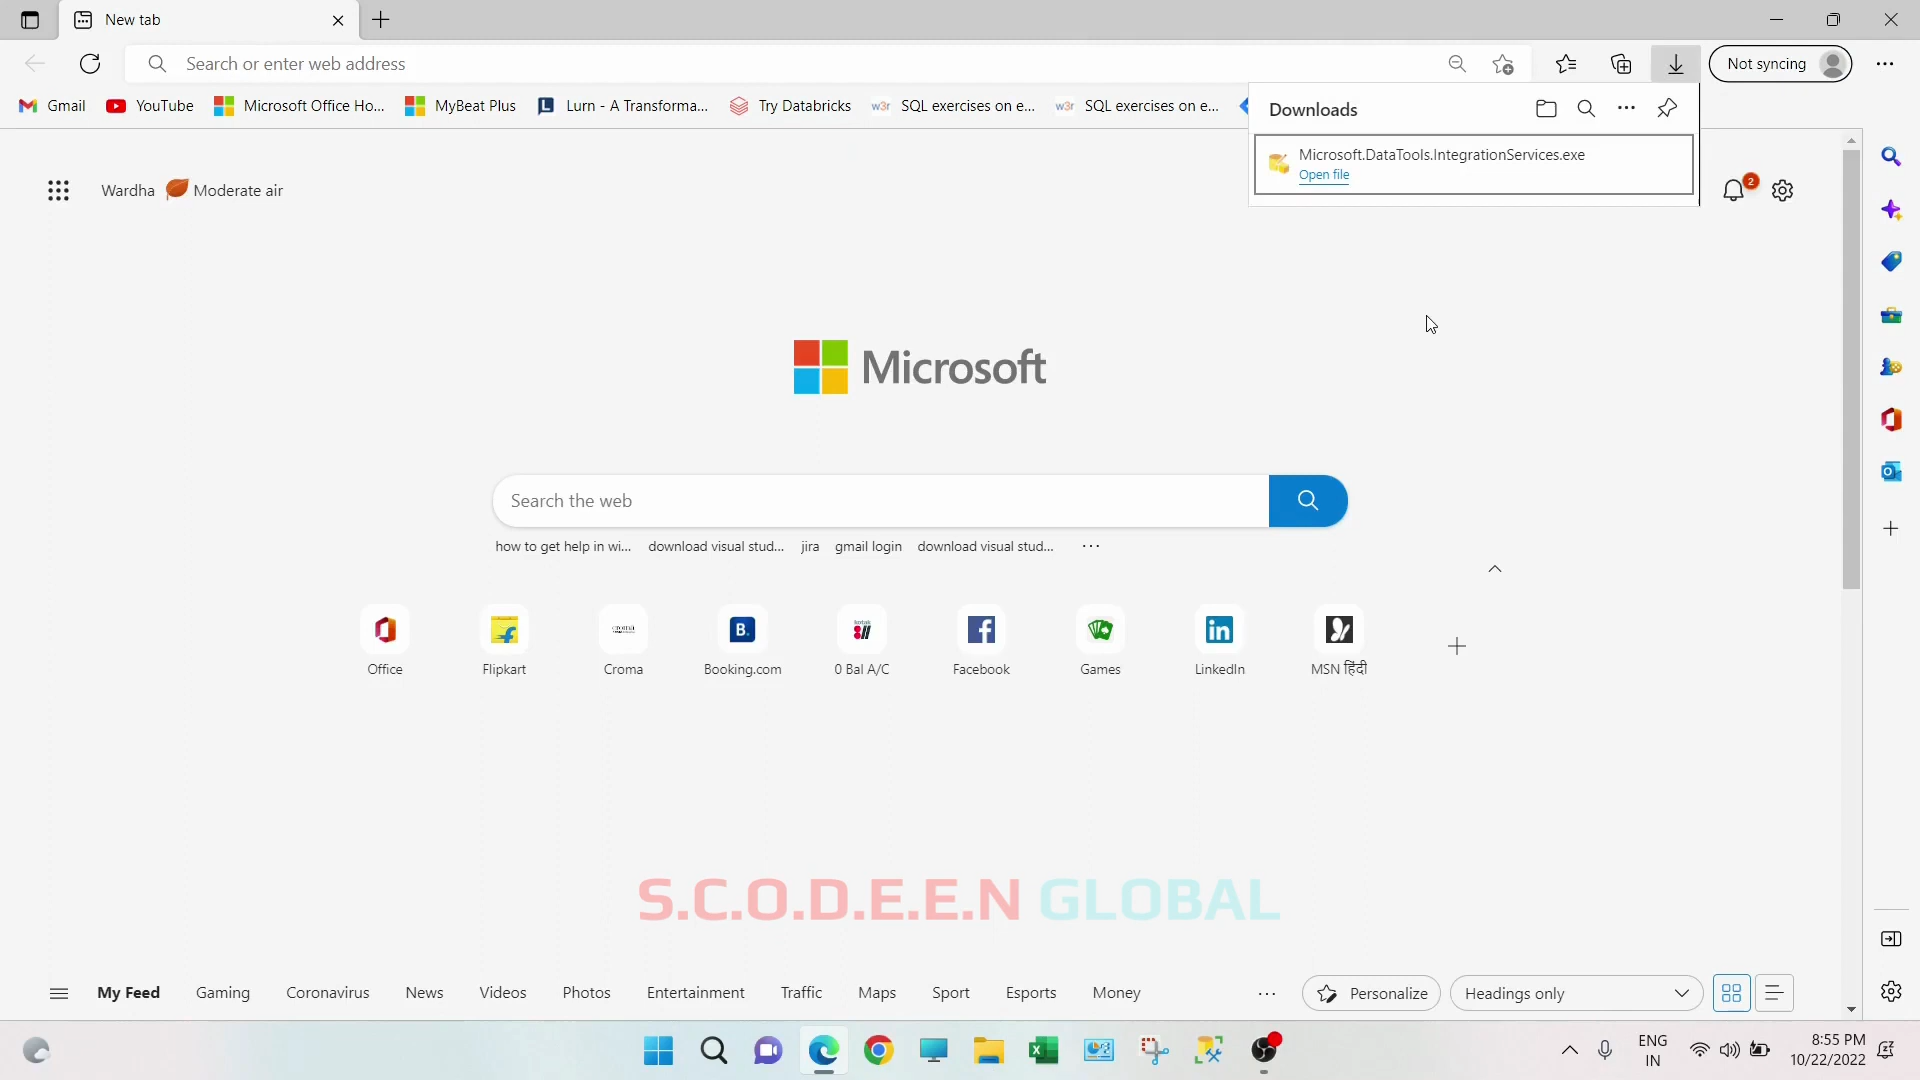 New tab
Search or enter web address
Not syncing
Gmail
YouTube
Microsoft Office Ho...
MyBeat Plus
Lurn - A Transforma...
Try Databricks
w3r
SQL exercises on e...
w3r
SQL exercises on e...
Downloads
Microsoft.DataTools.IntegrationServices.exe
Open file
Wardha
Moderate air
2
Microsoft
Search the web
how to get help in wi...
download visual stud...
jira
gmail login
download visual stud...
B.
croma
Office
Flipkart
Croma
Booking.com
0 Bal A/C
Facebook
Games
LinkedIn
MSN हिंदी
S.C.O.D.E.E.N GLOBAL
My Feed
Gaming
Coronavirus
News
Videos
Photos
Entertainment
Traffic
Maps
Sport
Esports
Money
Personalize
Headings only
ENG
IN
8:55 PM
10/22/2022